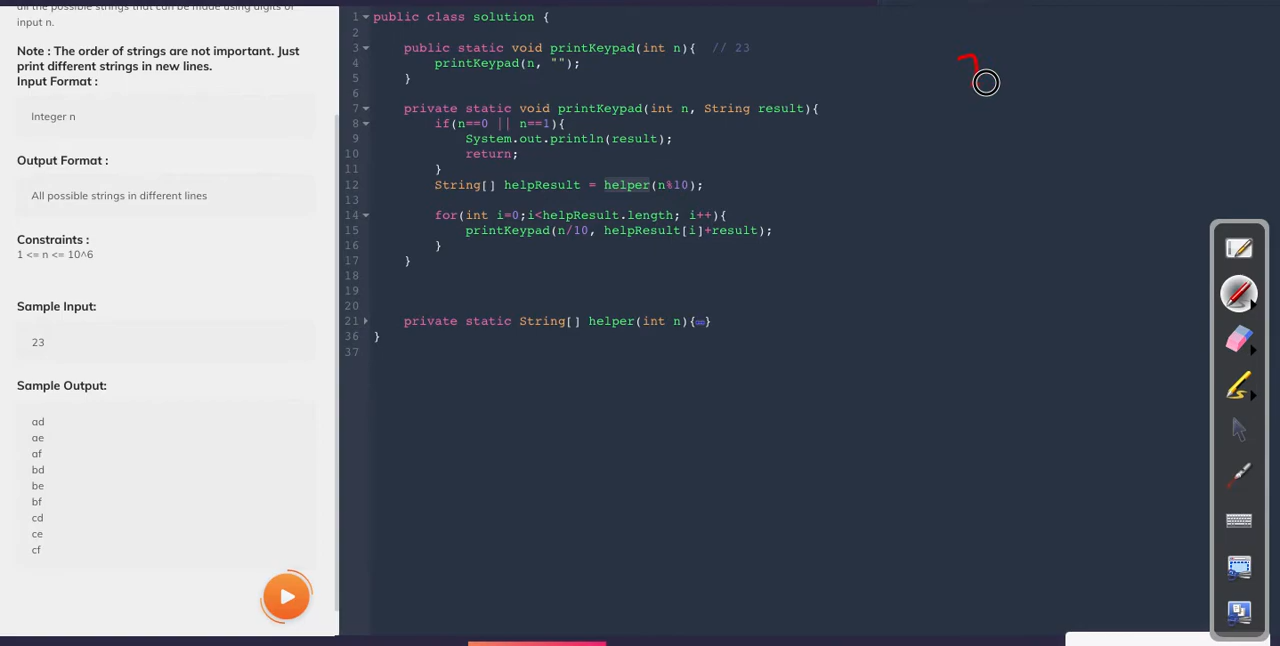 all the possible strings that can be made using digits of
input n.
Note : The order of strings are not important. Just
print different strings in new lines.
Input Format :
Integer n
Output Format :
All possible strings in different lines
Constraints :
1 <= n <= 10^6
Sample Input:
23
Sample Output:
ad
ae
af
bd
be
bf
cd
ce
cf
1 public class solution {
2
3 public static void printKeypad(int n){ // 23
4 printKeypad(n, "");
5 }
6
7 private static void printKeypad(int n, String result){
8 if(n==0 || n==1){
9 System.out.println(result);
10 return;
11 }
12 String[] helpResult = helper(n%10);
13
14 for(int i=0;i<helpResult.length; i++){
15 printKeypad(n/10, helpResult[i]+result);
16 }
17 }
18
19
20
21 private static String[] helper(int n){↔}
36 }
37